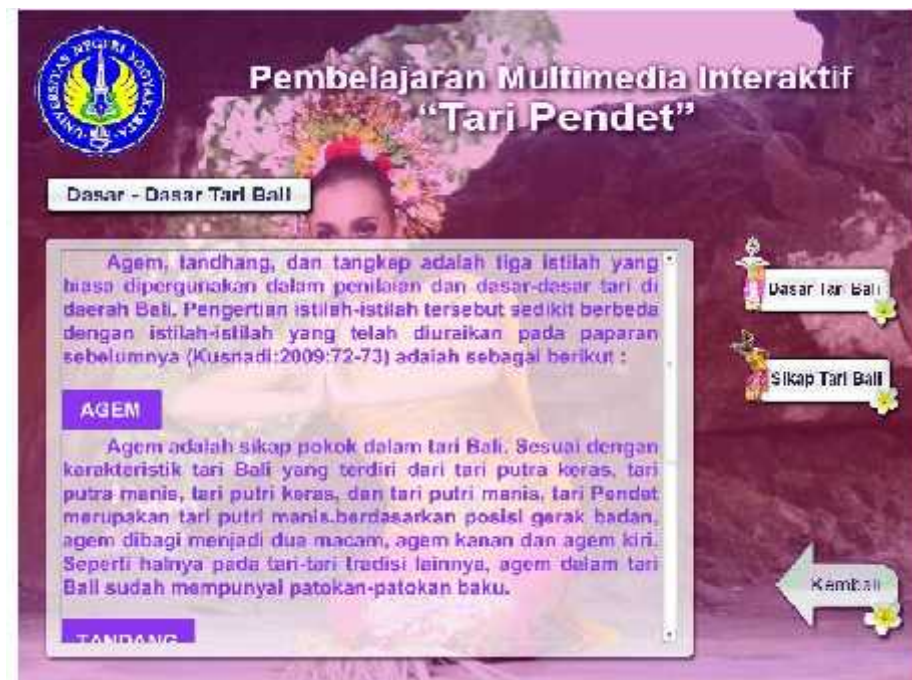 UNIVERSITAS NEGERI YOGYAKARTA
Pembelajaran Multimedia Interaktif
“Tari Pendet”
Dasar - Dasar Tari Bali
Agem, tandhang, dan tangkep adalah tiga istilah yang
biasa dipergunakan dalam penilaian dan dasar-dasar tari di
daerah Bali. Pengertian istilah-istilah tersebut sedikit berbeda
dengan istilah-istilah yang telah diuraikan pada paparan
sebelumnya (Kusnadi:2009:72-73) adalah sebagai berikut :
AGEM
Agem adalah sikap pokok dalam tari Bali. Sesuai dengan
karakteristik tari Bali yang terdiri dari tari putra keras, tari
putra manis, tari putri keras, dan tari putri manis, tari Pendet
merupakan tari putri manis.berdasarkan posisi gerak badan,
agem dibagi menjadi dua macam, agem kanan dan agem kiri.
Seperti halnya pada tari-tari tradisi lainnya, agem dalam tari
Bali sudah mempunyai patokan-patokan baku.
TANDANG
Dasar Tari Bali
Sikap Tari Bali
Kembali